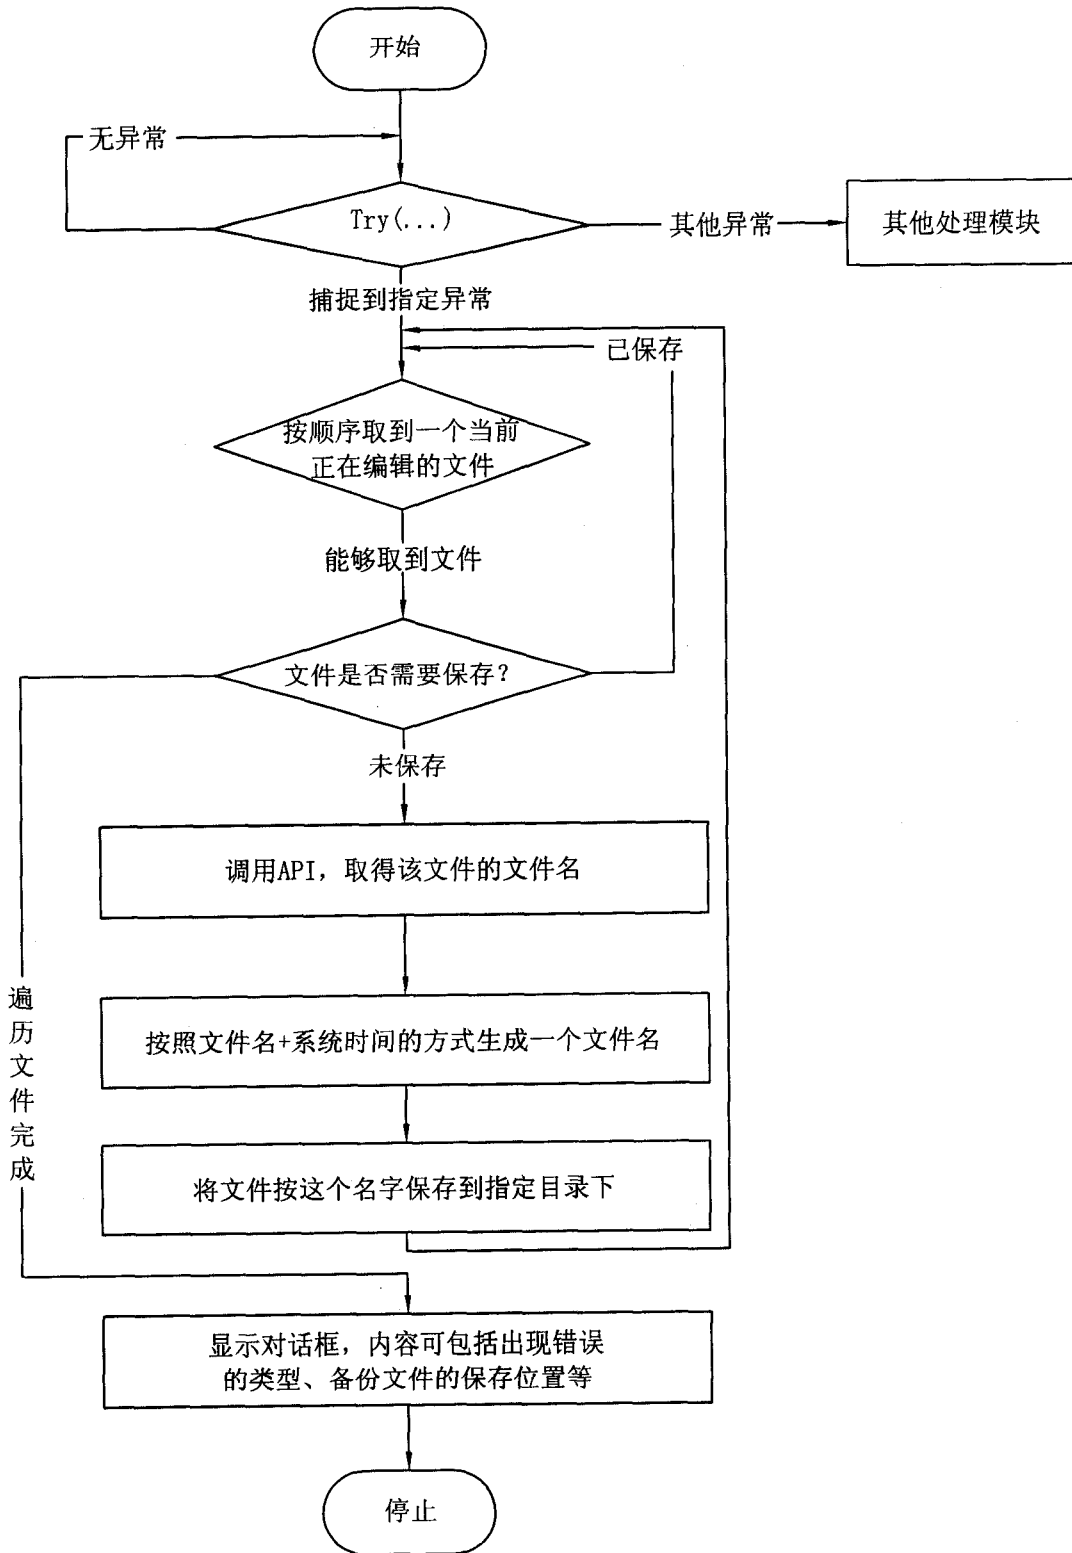 开始
无异常
Try(...)
其他异常
其他处理模块
捕捉到指定异常
已保存
按顺序取到一个当前
正在编辑的文件
能够取到文件
文件是否需要保存？
未保存
调用API，取得该文件的文件名
遍历文件完成
按照文件名+系统时间的方式生成一个文件名
将文件按这个名字保存到指定目录下
显示对话框，内容可包括出现错误
的类型、备份文件的保存位置等
停止